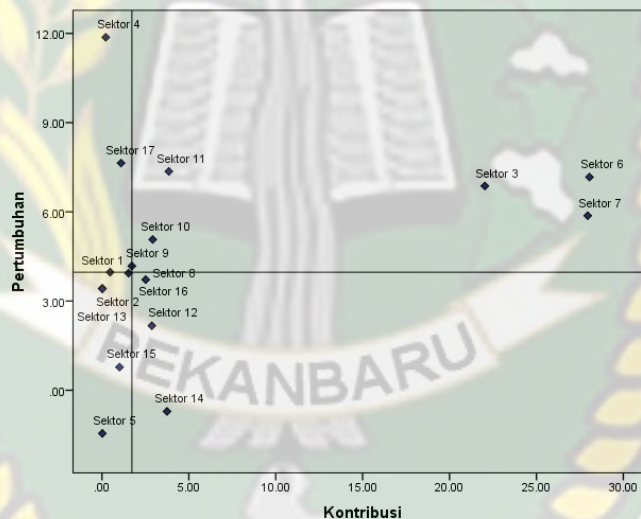 Sektor 4
12.00
9.00
Sektor 17
Sektor 11
Sektor 3
Sektor 6
Sektor 7
6.00
Sektor 10
Sektor 9
Sektor 1
Sektor 8
Sektor 2
Sektor 16
3.00
Sektor 13
Sektor 12
Sektor 15
PEKANBARU
.00
Sektor 14
Sektor 5
Pertumbuhan
.00 5.00 10.00 15.00 20.00 25.00 30.00
Kontribusi